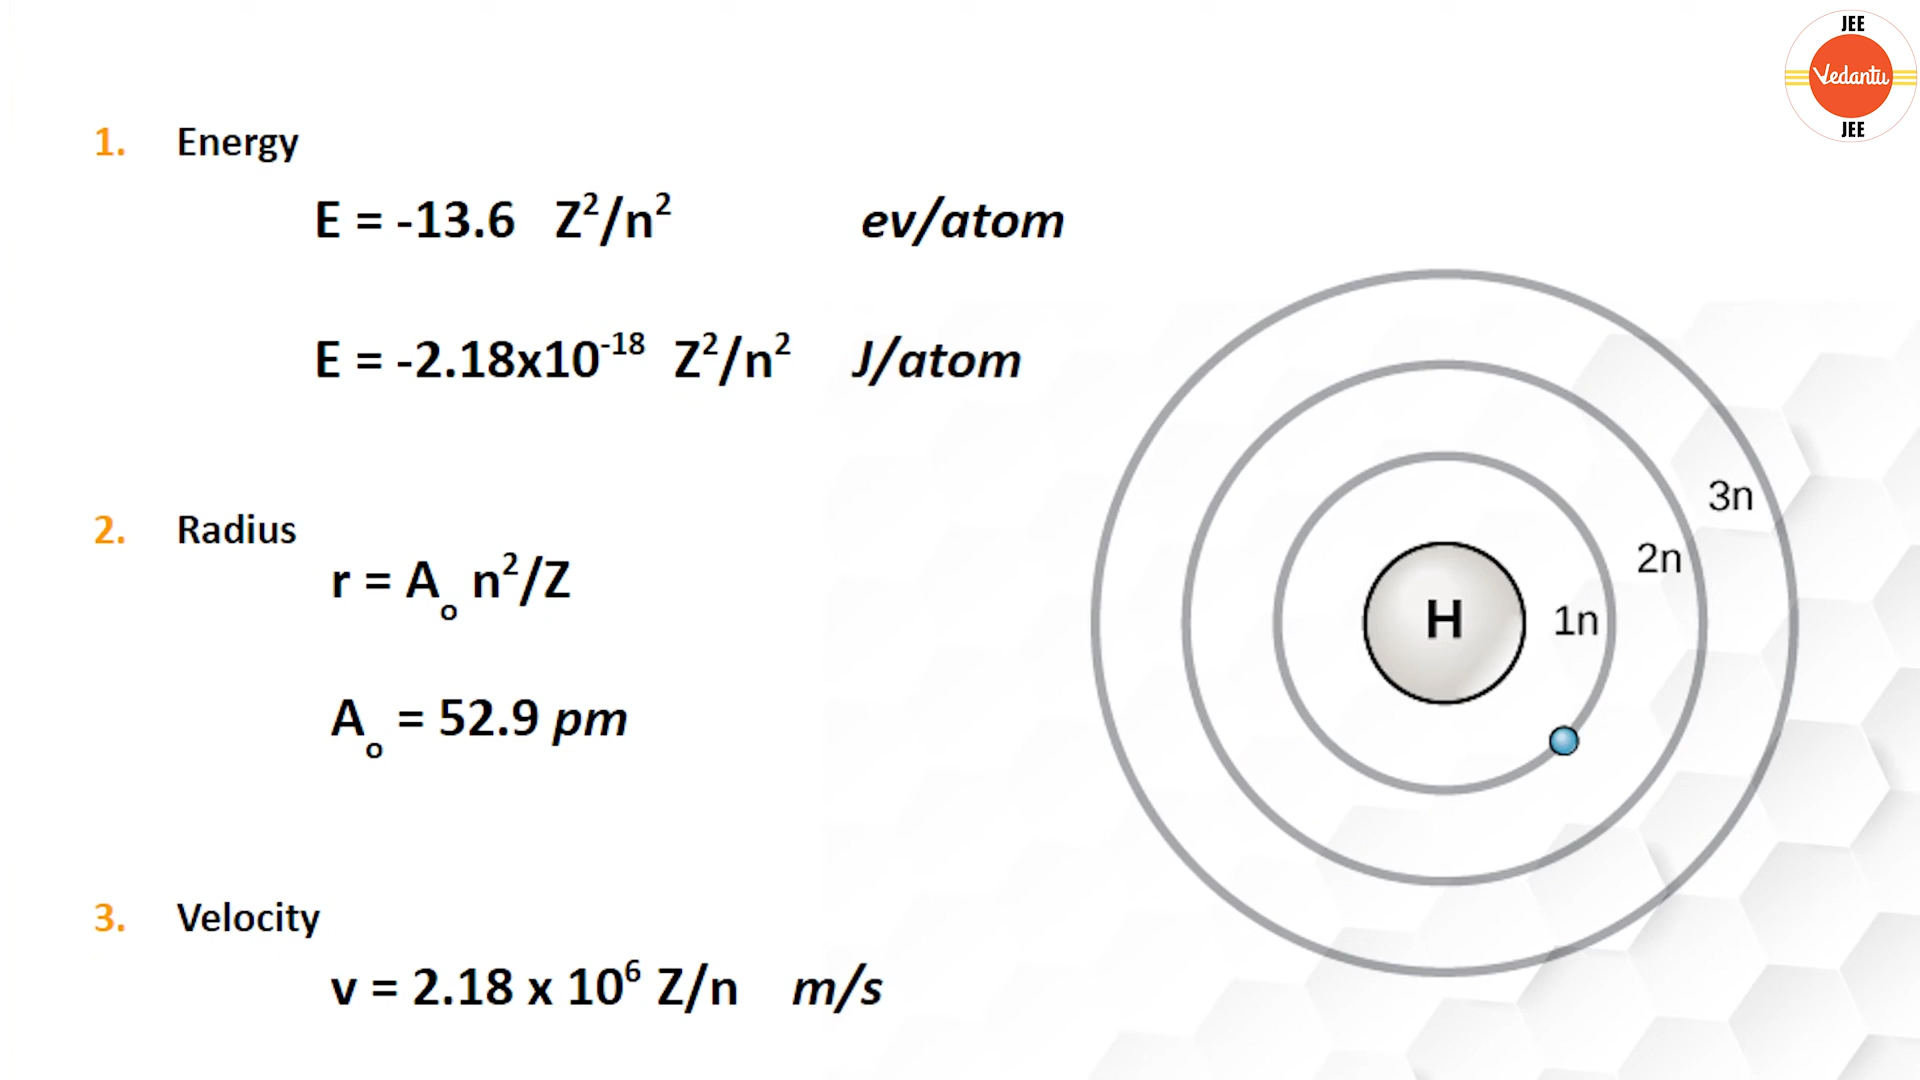 JEE
Vedantu
JEE
1. Energy
E = -13.6 Z²/n² ev/atom
E = -2.18x10⁻¹⁸ Z²/n² J/atom
2. Radius
r = Aₒ n²/Z
Aₒ = 52.9 pm
3. Velocity
v = 2.18 x 10⁶ Z/n m/s
3n
2n
H 1n